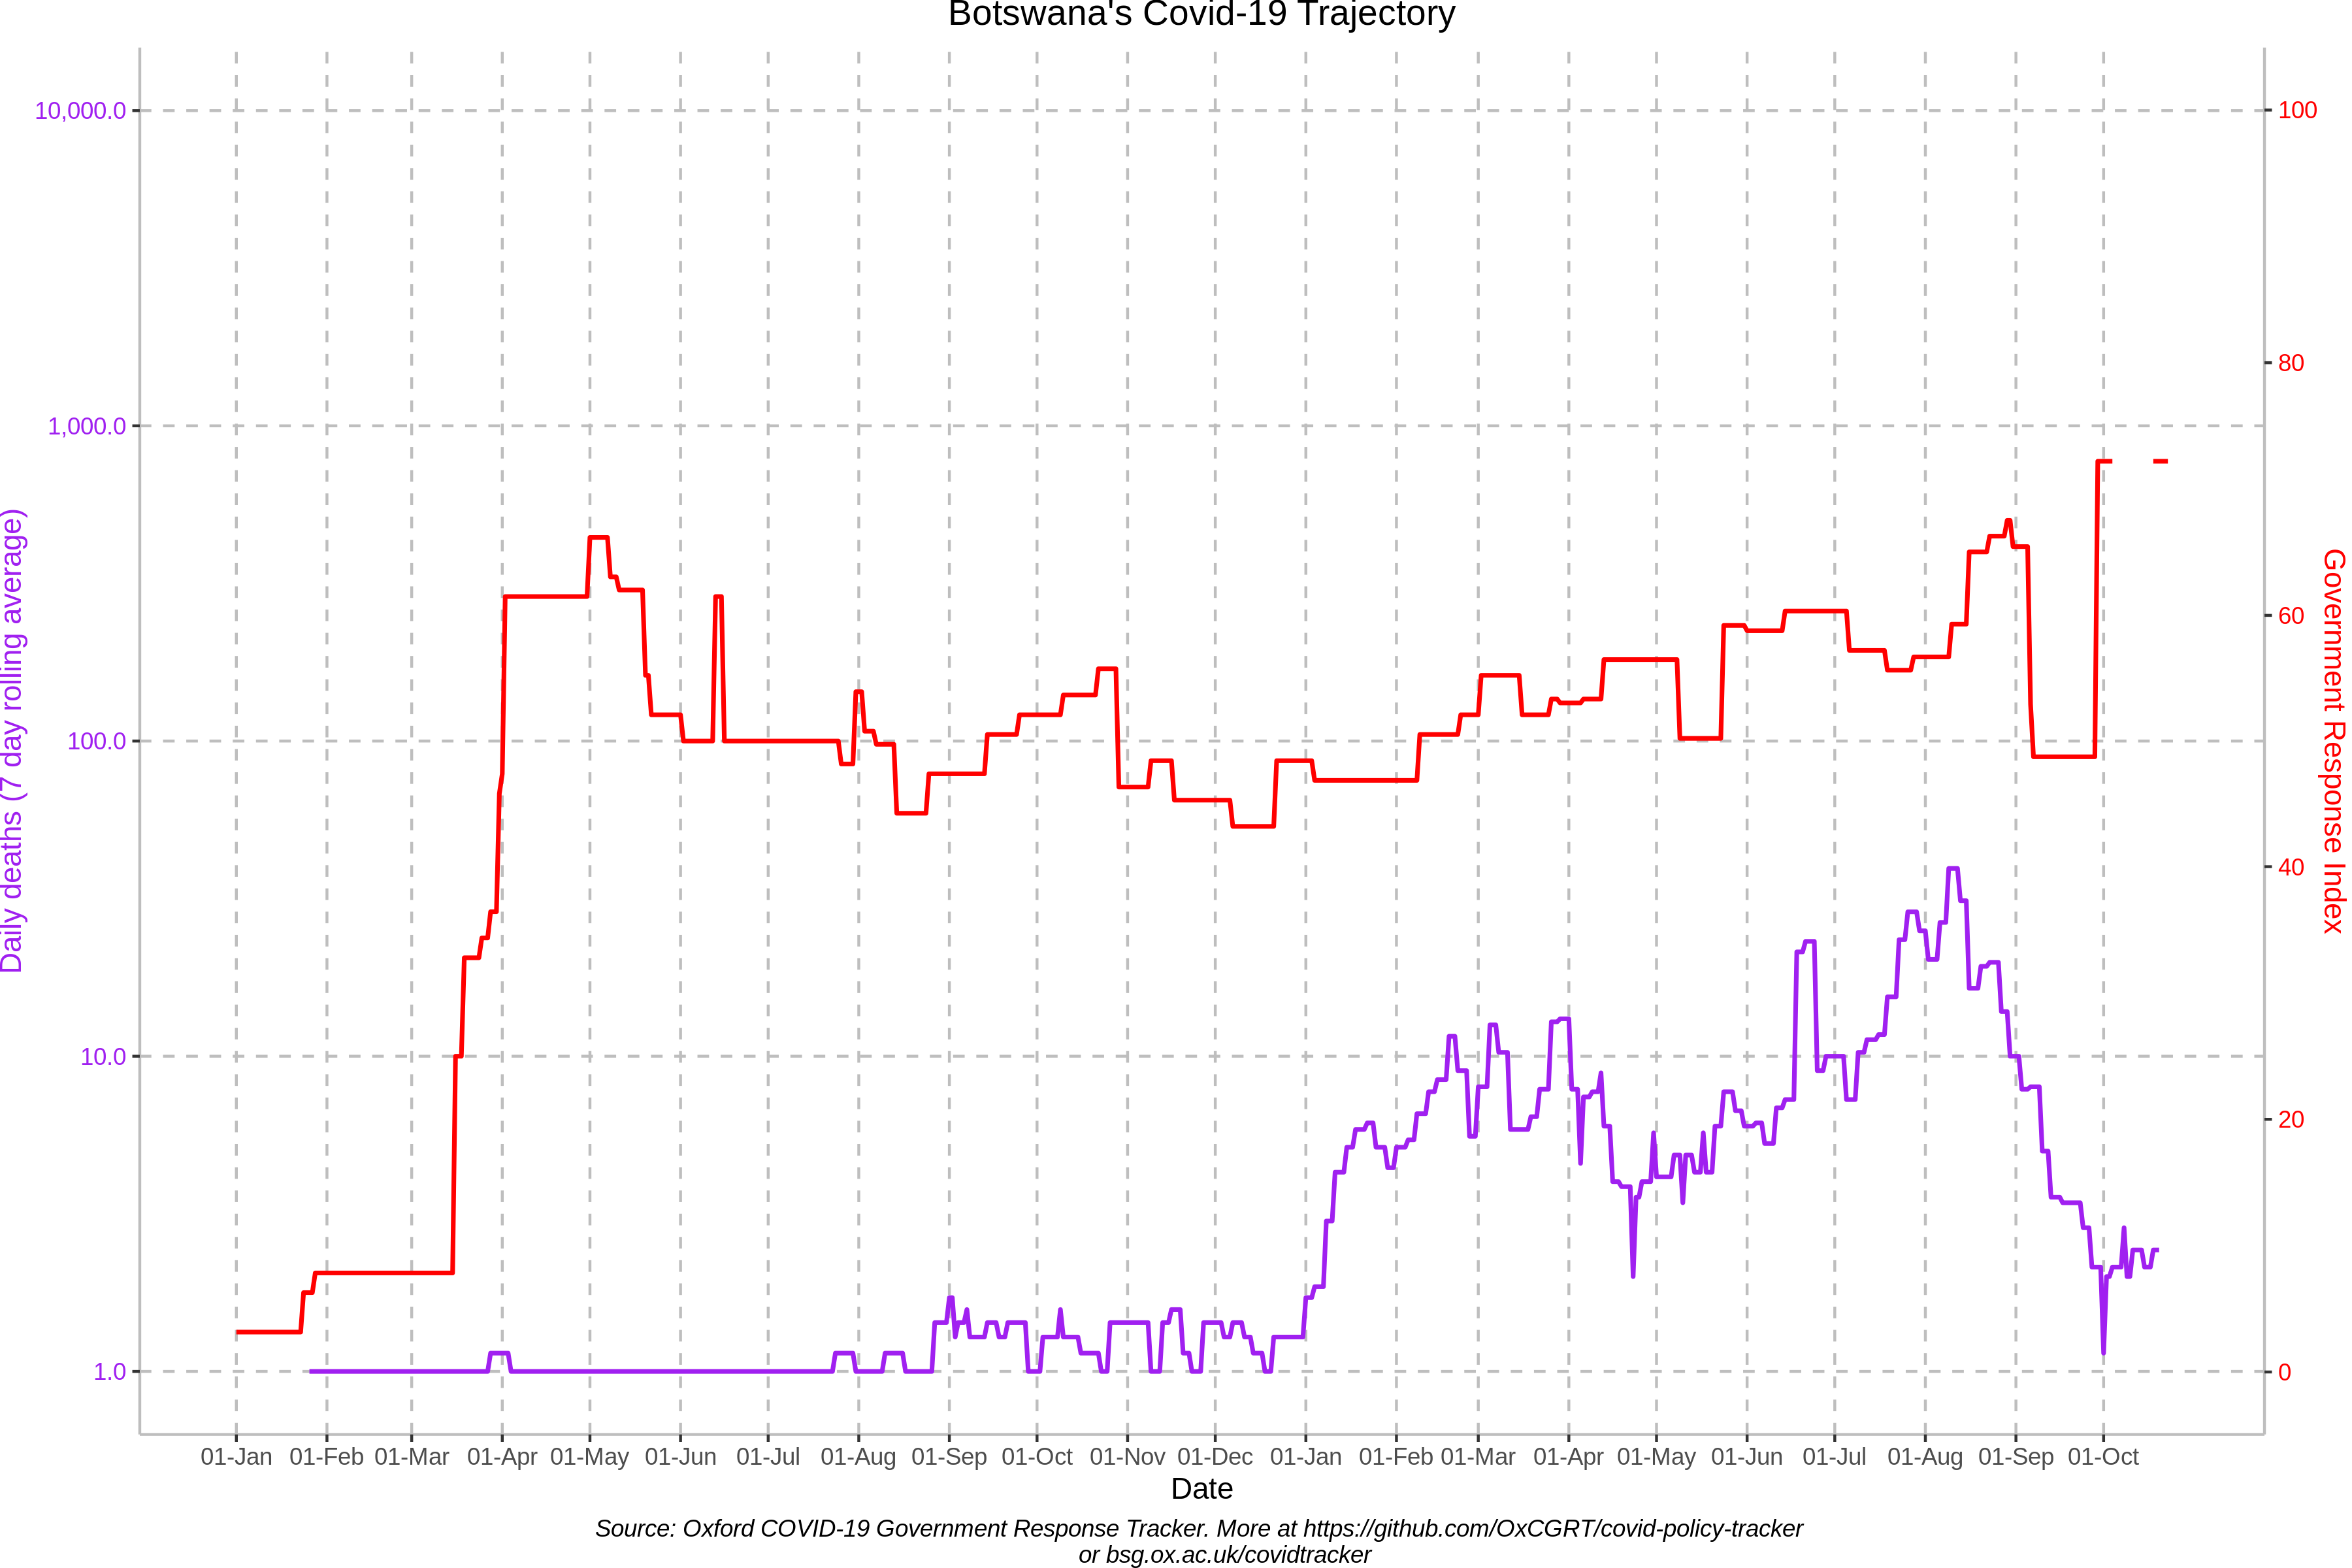 Botswana's Covid-19 Trajectory
10,000.0
1,000.0
100.0
10.0
1.0
Daily deaths (7 day rolling average)
100
80
60
40
20
0
Government Response Index
01-Jan 01-Feb 01-Mar 01-Apr 01-May 01-Jun 01-Jul 01-Aug 01-Sep 01-Oct 01-Nov 01-Dec 01-Jan 01-Feb 01-Mar 01-Apr 01-May 01-Jun 01-Jul 01-Aug 01-Sep 01-Oct
Date
Source: Oxford COVID-19 Government Response Tracker. More at https://github.com/OxCGRT/covid-policy-tracker
or bsg.ox.ac.uk/covidtracker